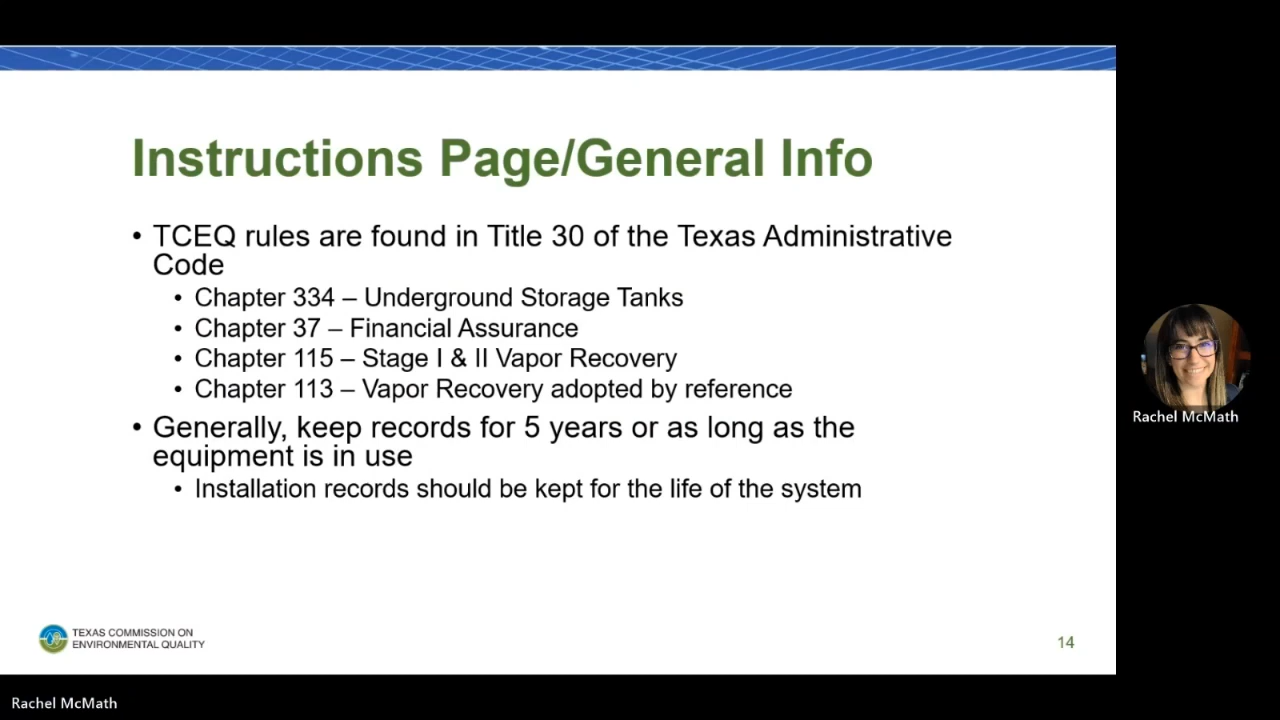 Instructions Page/General Info
• TCEQ rules are found in Title 30 of the Texas Administrative
Code
• Chapter 334 – Underground Storage Tanks
• Chapter 37 – Financial Assurance
• Chapter 115 – Stage I & II Vapor Recovery
• Chapter 113 – Vapor Recovery adopted by reference
• Generally, keep records for 5 years or as long as the
equipment is in use
• Installation records should be kept for the life of the system
TEXAS COMMISSION ON
ENVIRONMENTAL QUALITY
14
Rachel McMath
Rachel McMath